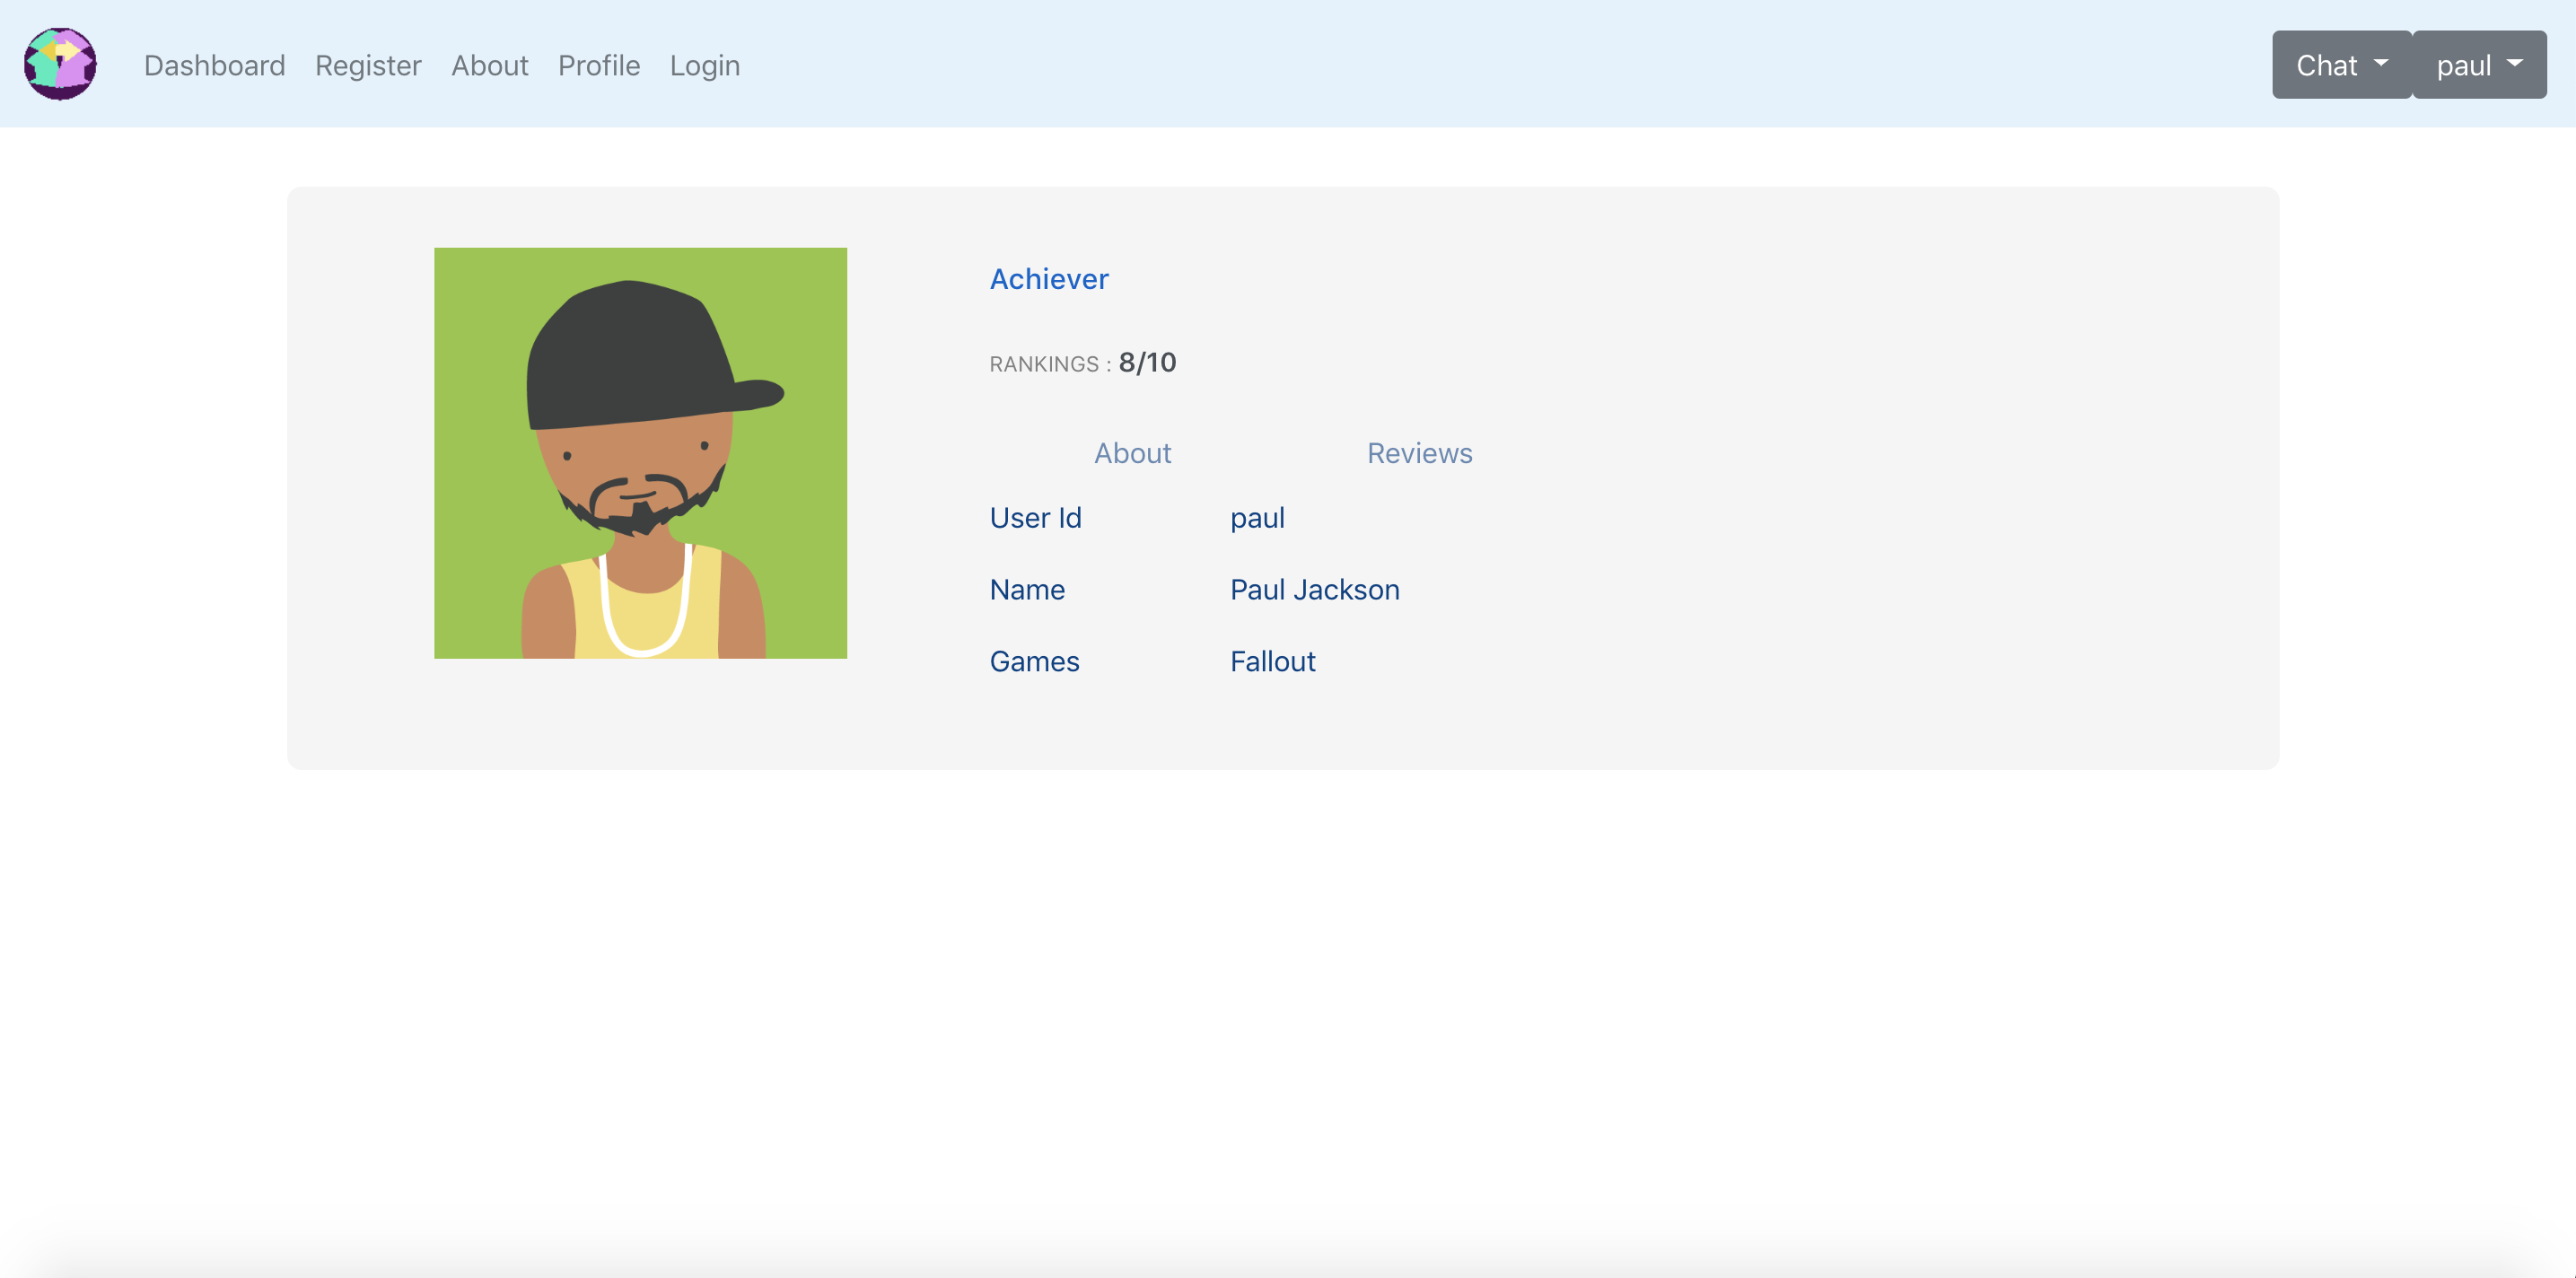 Dashboard Register About Profile Login Chat paul
Achiever
RANKINGS : 8/10
About Reviews
User Id paul
Name Paul Jackson
Games Fallout